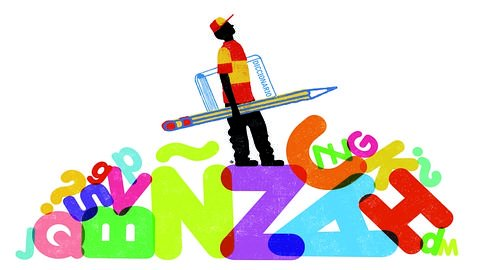 DICCIONARIO
S g V p C Z G K
J Q B Ñ Z A H d M